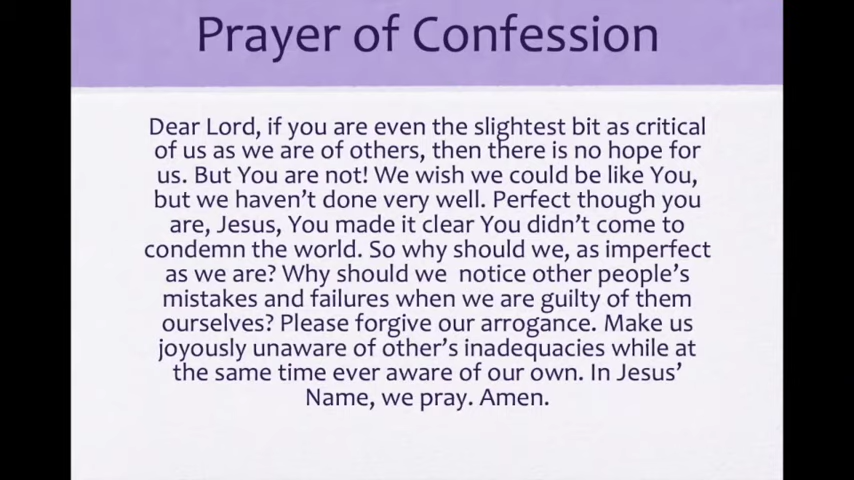 Prayer of Confession
Dear Lord, if you are even the slightest bit as critical
of us as we are of others, then there is no hope for
us. But You are not! We wish we could be like You,
but we haven't done very well. Perfect though you
are, Jesus, You made it clear You didn't come to
condemn the world. So why should we, as imperfect
as we are? Why should we  notice other people's
mistakes and failures when we are guilty of them
ourselves? Please forgive our arrogance. Make us
joyously unaware of other's inadequacies while at
the same time ever aware of our own. In Jesus'
Name, we pray. Amen.